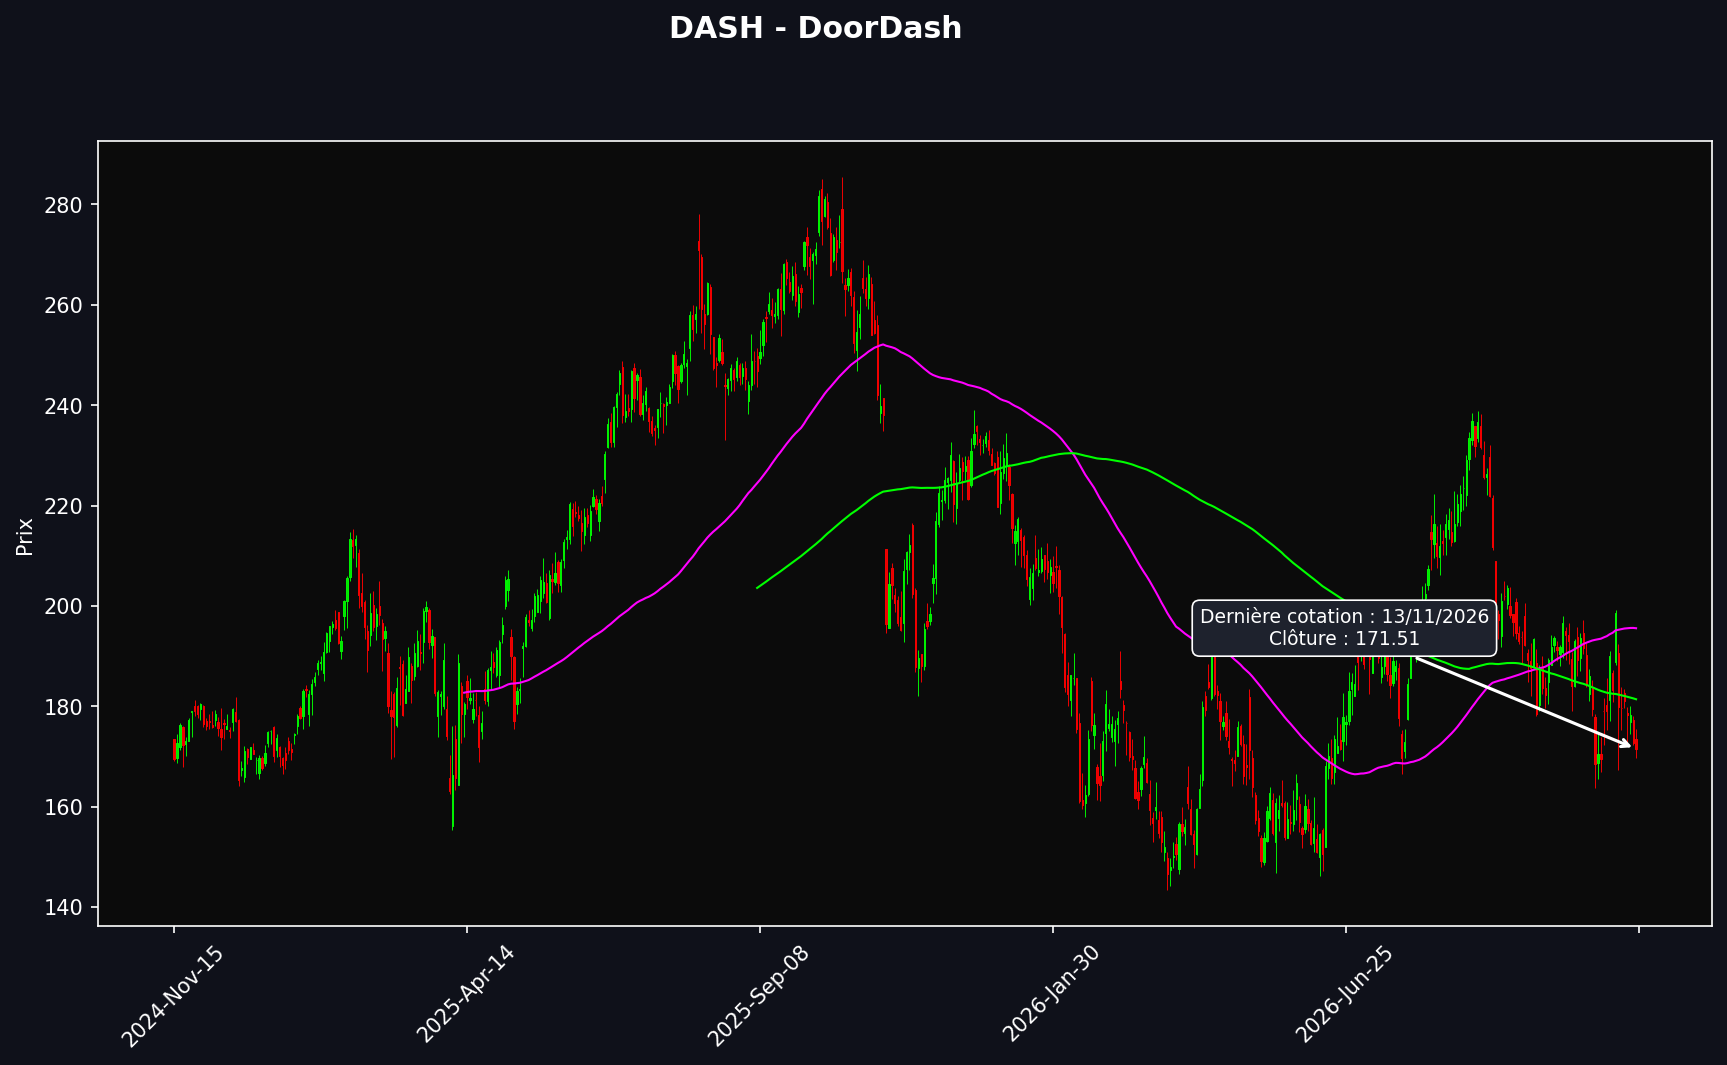 DASH - DoorDash
Prix
280
260
240
220
200
180
160
140
Dernière cotation : 13/11/2026
Clôture : 171.51
2024-Nov-15
2025-Apr-14
2025-Sep-08
2026-Jan-30
2026-Jun-25